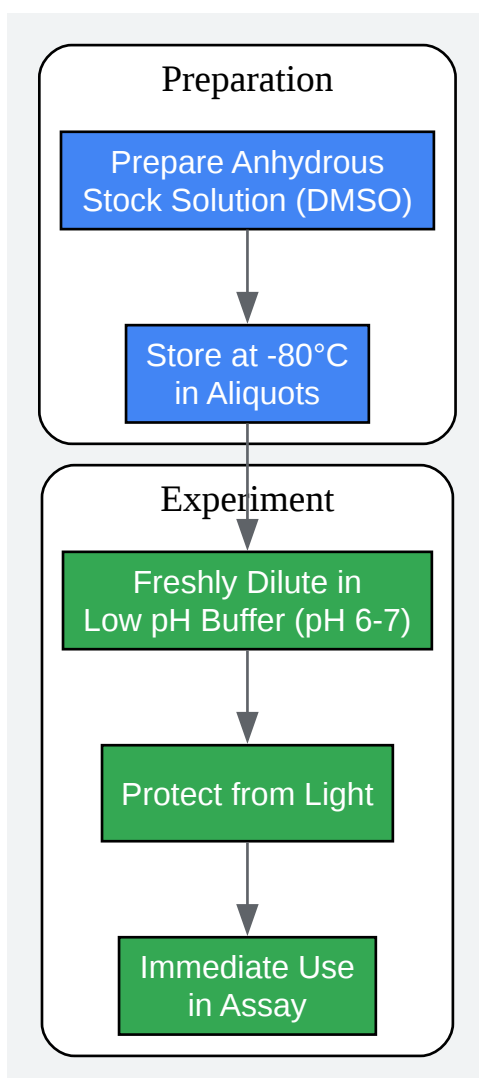 Preparation
Prepare Anhydrous
Stock Solution (DMSO)
Store at -80°C
in Aliquots
Experiment
Freshly Dilute in
Low pH Buffer (pH 6-7)
Protect from Light
Immediate Use
in Assay